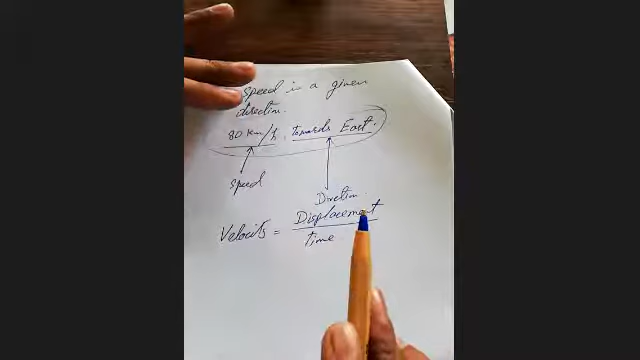 speed in a given
direction.
80 km/h, towards East.
speed
Direction
Velocity = Displacement
time